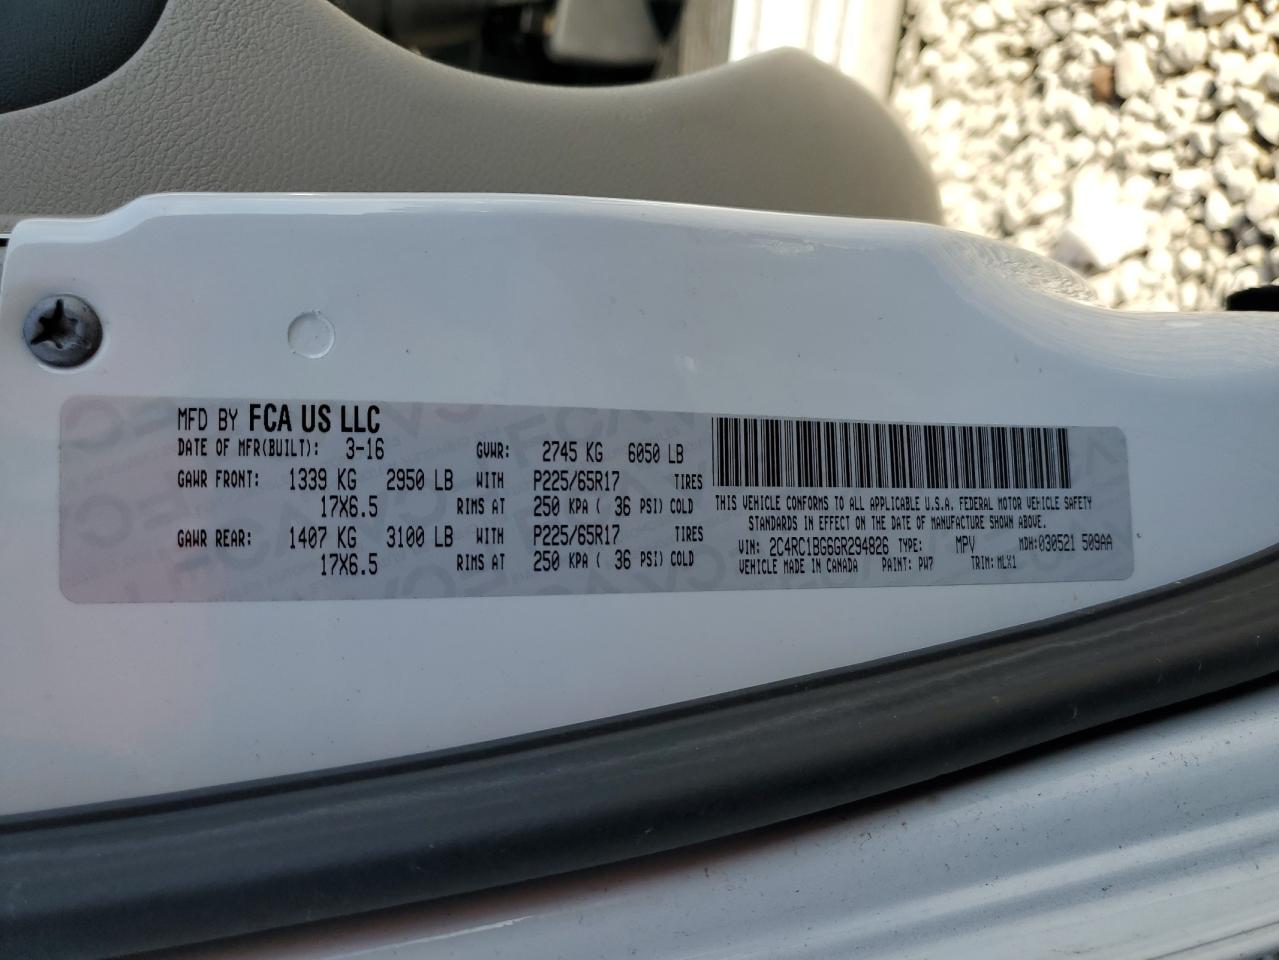 MFD BY FCA US LLC
DATE OF MFR(BUILT): 3-16 GVWR: 2745 KG 6050 LB
GAWR FRONT: 1339 KG 2950 LB WITH P225/65R17 TIRES
17X6.5 RIMS AT 250 KPA ( 36 PSI) COLD
GAWR REAR: 1407 KG 3100 LB WITH P225/65R17 TIRES
17X6.5 RIMS AT 250 KPA ( 36 PSI) COLD
THIS VEHICLE CONFORMS TO ALL APPLICABLE U.S.A. FEDERAL MOTOR VEHICLE SAFETY
STANDARDS IN EFFECT ON THE DATE OF MANUFACTURE SHOWN ABOVE.
VIN: 2C4RC1BG6GR294826 TYPE: MPV MDH:030521 509AA
VEHICLE MADE IN CANADA PAINT: PW7 TRIM: MLX1